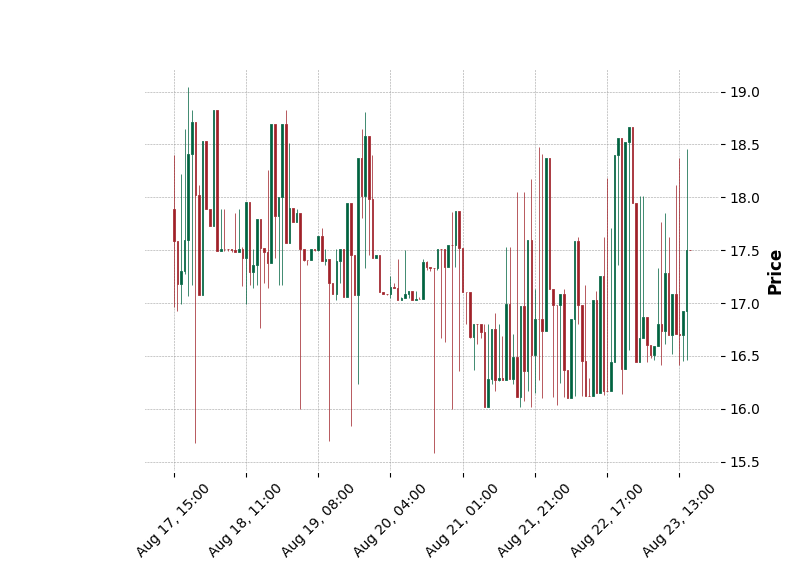 19.0
18.5
18.0
17.5
17.0
16.5
16.0
15.5
Price
Aug 17, 15:00
Aug 18, 11:00
Aug 19, 08:00
Aug 20, 04:00
Aug 21, 01:00
Aug 21, 21:00
Aug 22, 17:00
Aug 23, 13:00